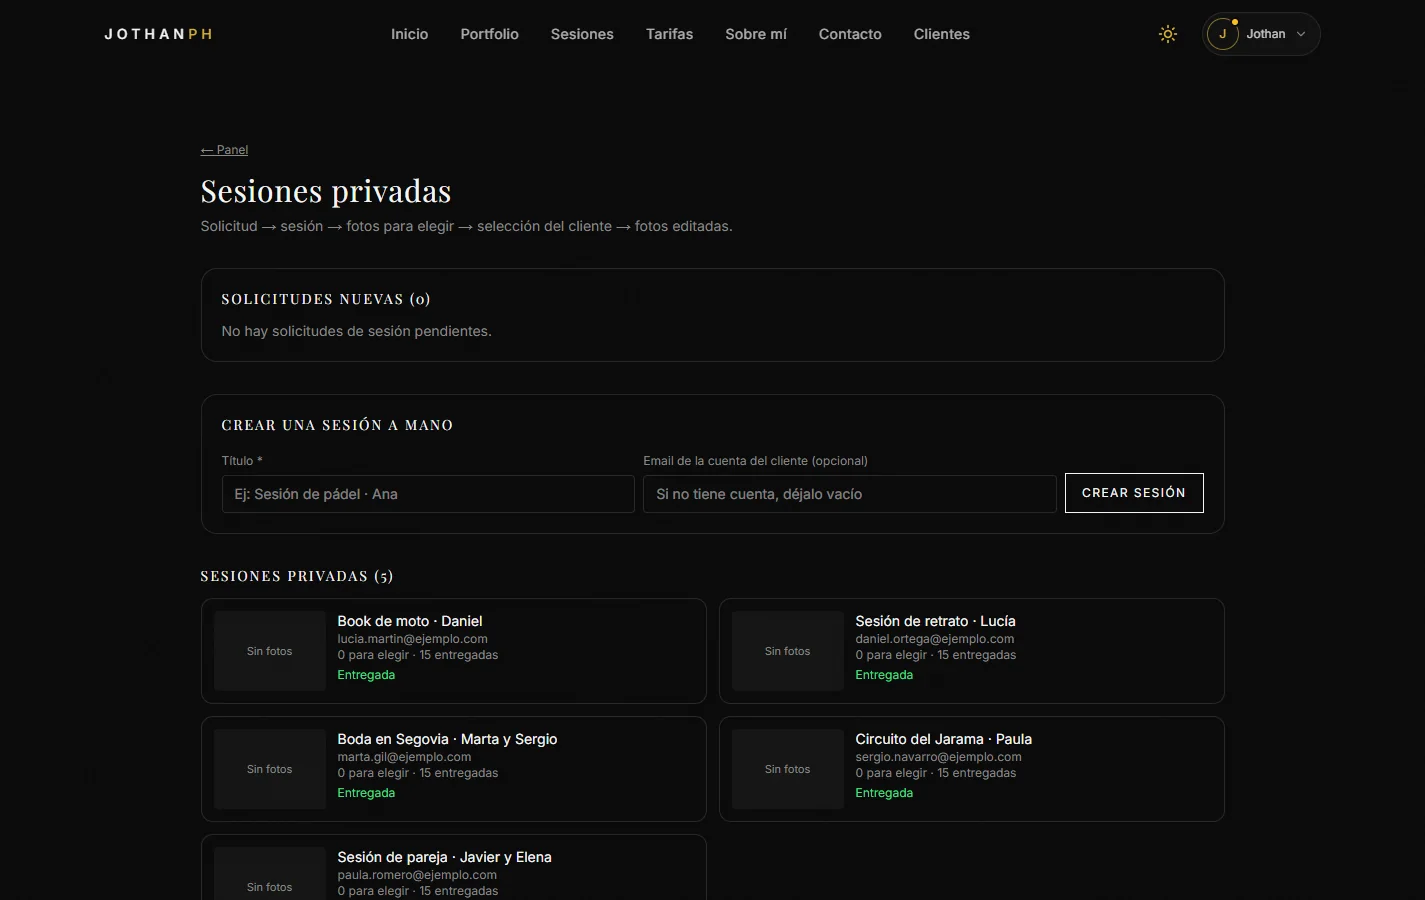 JOTHANPH
Inicio
Portfolio
Sesiones
Tarifas
Sobre mí
Contacto
Clientes
J
Jothan
← Panel
Sesiones privadas
Solicitud → sesión → fotos para elegir → selección del cliente → fotos editadas.
SOLICITUDES NUEVAS (0)
No hay solicitudes de sesión pendientes.
CREAR UNA SESIÓN A MANO
Título *
Ej: Sesión de pádel · Ana
Email de la cuenta del cliente (opcional)
Si no tiene cuenta, déjalo vacío
CREAR SESIÓN
SESIONES PRIVADAS (5)
Sin fotos
Book de moto · Daniel
lucia.martin@ejemplo.com
0 para elegir · 15 entregadas
Entregada
Sin fotos
Sesión de retrato · Lucía
daniel.ortega@ejemplo.com
0 para elegir · 15 entregadas
Entregada
Sin fotos
Boda en Segovia · Marta y Sergio
marta.gil@ejemplo.com
0 para elegir · 15 entregadas
Entregada
Sin fotos
Circuito del Jarama · Paula
sergio.navarro@ejemplo.com
0 para elegir · 15 entregadas
Entregada
Sin fotos
Sesión de pareja · Javier y Elena
paula.romero@ejemplo.com
0 para elegir · 15 entregadas